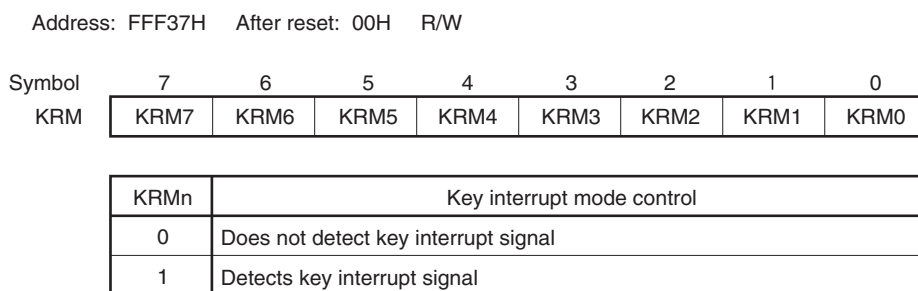 Address: FFF37H After reset: 00H R/W
Symbol 7 6 5 4 3 2 1 0
KRM KRM7 KRM6 KRM5 KRM4 KRM3 KRM2 KRM1 KRM0
KRMn Key interrupt mode control
0 Does not detect key interrupt signal
1 Detects key interrupt signal